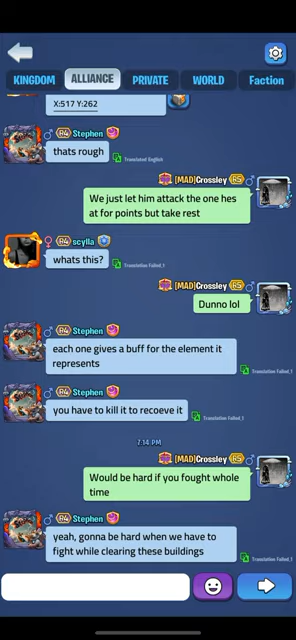 KINGDOM ALLIANCE PRIVATE WORLD Faction
X:517 Y:262
R4 Stephen
thats rough
Translated English
[MAD]Crossley R5
We just let him attack the one hes
at for points but take rest
R4 scylla
whats this?
Translation Failed_1
[MAD]Crossley R5
Dunno lol
R4 Stephen
each one gives a buff for the element it
represents
Translation Failed_1
R4 Stephen
you have to kill it to recoeve it
Translation Failed_1
7:14 PM
[MAD]Crossley R5
Would be hard if you fought whole
time
R4 Stephen
yeah, gonna be hard when we have to
fight while clearing these buildings
Translation Failed_1